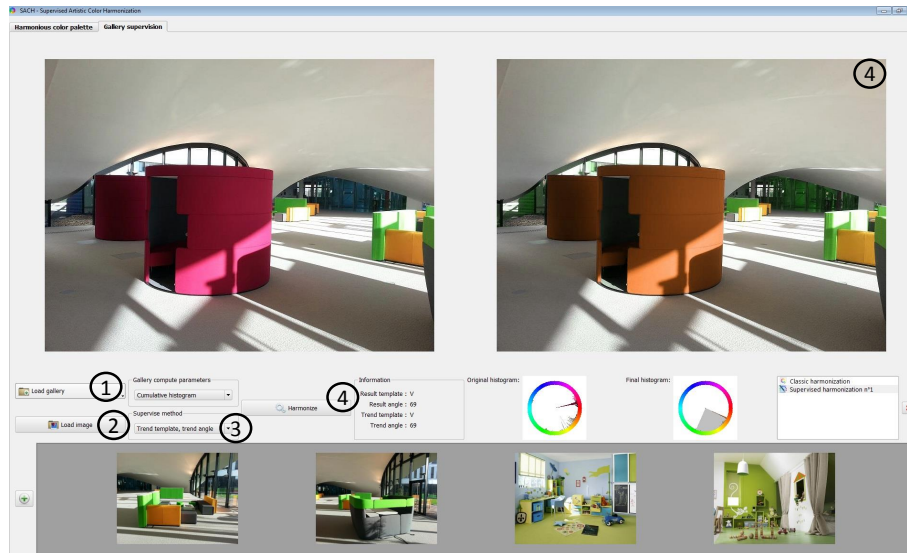 SACH - Supervised Artistic Color Harmonization
Harmonious color palette
Gallery supervision
4
Load gallery
1
Load image
2
Gallery compute parameters
Cumulative histogram
Supervise method
Trend template, trend angle
3
Harmonize
4
Information
Result template : V
Result angle : 69
Trend template : V
Trend angle : 69
Original histogram:
Final histogram:
Classic harmonization
Supervised harmonization n°1